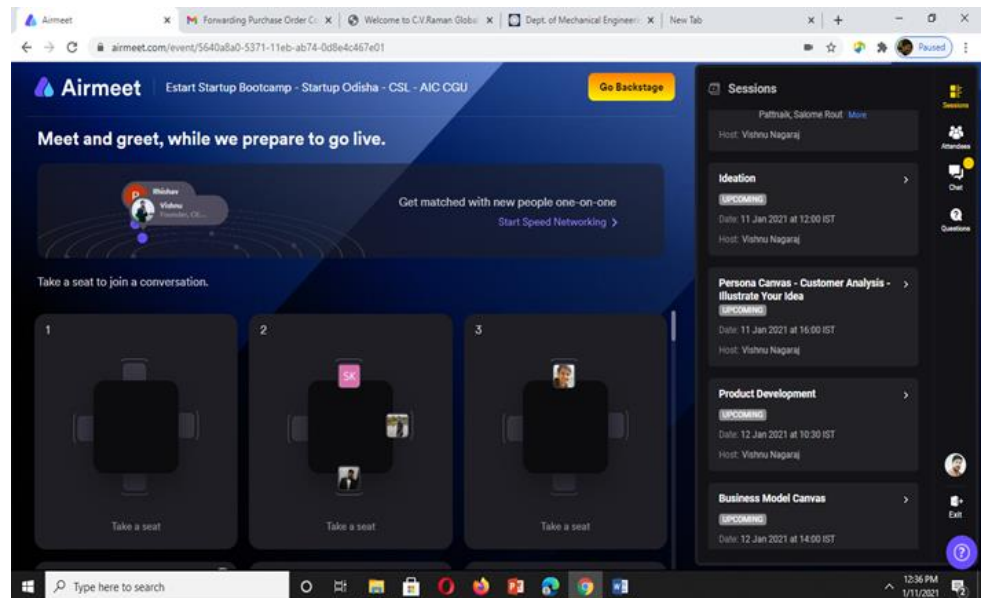 Airmeet
Forwarding Purchase Order Co
Welcome to C.V.Raman Global
Dept. of Mechanical Engineeri
New Tab
airmeet.com/event/5640a8a0-5371-11eb-ab74-0d8e4c467e01
Paused
Airmeet
Estart Startup Bootcamp - Startup Odisha - CSL - AIC CGU
Go Backstage
Meet and greet, while we prepare to go live.
P
Rhishav
Vishnu
Founder, CE...
Get matched with new people one-on-one
Start Speed Networking >
Take a seat to join a conversation.
1
Take a seat
2
SK
Take a seat
3
Take a seat
Sessions
Pattnaik, Salome Rout More
Host: Vishnu Nagaraj
Ideation
UPCOMING
Date: 11 Jan 2021 at 12:00 IST
Host: Vishnu Nagaraj
Persona Canvas - Customer Analysis -
Illustrate Your Idea
UPCOMING
Date: 11 Jan 2021 at 16:00 IST
Host: Vishnu Nagaraj
Product Development
UPCOMING
Date: 12 Jan 2021 at 10:30 IST
Host: Vishnu Nagaraj
Business Model Canvas
UPCOMING
Date: 12 Jan 2021 at 14:00 IST
Sessions
Attendees
Chat
Questions
Exit
?
Type here to search
12:36 PM
1/11/2021
2